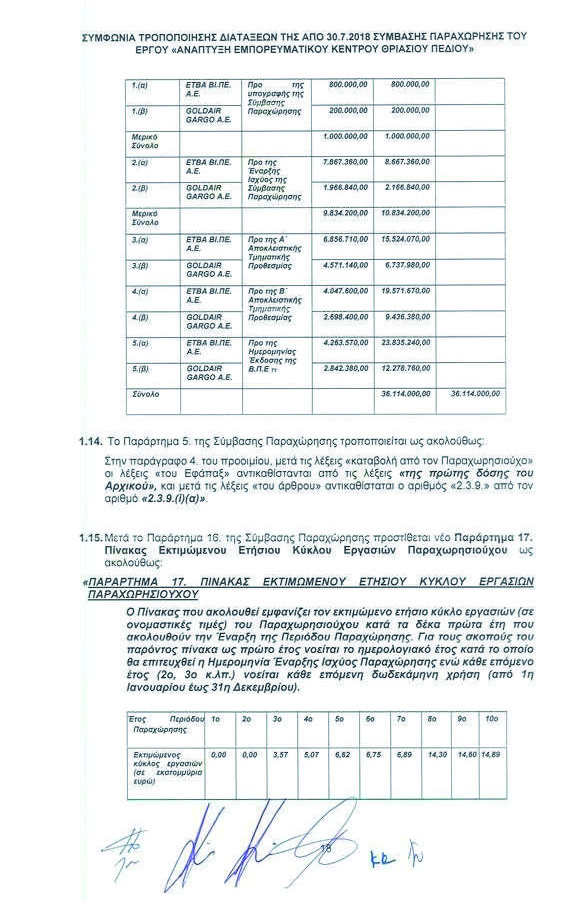 ΣΥΜΦΩΝΙΑ ΤΡΟΠΟΠΟΙΗΣΗΣ ΔΙΑΤΑΞΕΩΝ ΤΗΣ ΑΠΟ 30.7.2018 ΣΥΜΒΑΣΗΣ ΠΑΡΑΧΩΡΗΣΗΣ ΤΟΥ
ΕΡΓΟΥ «ΑΝΑΠΤΥΞΗ ΕΜΠΟΡΕΥΜΑΤΙΚΟΥ ΚΕΝΤΡΟΥ ΘΡΙΑΣΙΟΥ ΠΕΔΙΟΥ»
1.(α) ΕΤΒΑ ΒΙ.ΠΕ. Προ της 800.000,00 800.000,00
Α.Ε. υπογραφής της
Σύμβασης
1.(β) GOLDAIR Παραχώρησης 200.000,00 200.000,00
GARGO Α.Ε.
Μερικό 1.000.000,00 1.000.000,00
Σύνολο
2.(α) ΕΤΒΑ ΒΙ.ΠΕ. Προ της 7.867.360,00 8.667.360,00
Α.Ε. Έναρξης
Ισχύος της
2.(β) GOLDAIR Σύμβασης 1.966.840,00 2.166.840,00
GARGO Α.Ε. Παραχώρησης
Μερικό 9.834.200,00 10.834.200,00
Σύνολο
3.(α) ΕΤΒΑ ΒΙ.ΠΕ. Προ της Α΄ 6.856.710,00 15.524.070,00
Α.Ε. Αποκλειστικής
Τμηματικής
3.(β) GOLDAIR Προθεσμίας 4.571.140,00 6.737.980,00
GARGO Α.Ε.
4.(α) ΕΤΒΑ ΒΙ.ΠΕ. Προ της Β΄ 4.047.600,00 19.571.670,00
Α.Ε. Αποκλειστικής
Τμηματικής
4.(β) GOLDAIR Προθεσμίας 2.698.400,00 9.436.380,00
GARGO Α.Ε.
5.(α) ΕΤΒΑ ΒΙ.ΠΕ. Προ της 4.263.570,00 23.835.240,00
Α.Ε. Ημερομηνίας
Έκδοσης της
5.(β) GOLDAIR Β.Π.Ε 2.842.380,00 12.278.760,00
GARGO Α.Ε.
Σύνολο 36.114.000,00 36.114.000,00
1.14. Το Παράρτημα 5. της Σύμβασης Παραχώρησης τροποποιείται ως ακολούθως:
Στην παράγραφο 4. του προοιμίου, μετά τις λέξεις «καταβολή από τον Παραχωρησιούχο»
οι λέξεις «του Εφάπαξ» αντικαθίστανται από τις λέξεις «της πρώτης δόσης του
Αρχικού», και μετά τις λέξεις «του άρθρου» αντικαθίσταται ο αριθμός «2.3.9.» από τον
αριθμό «2.3.9.(i)(α)».
1.15. Μετά το Παράρτημα 16. της Σύμβασης Παραχώρησης προστίθεται νέο Παράρτημα 17.
Πίνακας Εκτιμώμενου Ετήσιου Κύκλου Εργασιών Παραχωρησιούχου ως
ακολούθως:
«ΠΑΡΑΡΤΗΜΑ 17. ΠΙΝΑΚΑΣ ΕΚΤΙΜΩΜΕΝΟΥ ΕΤΗΣΙΟΥ ΚΥΚΛΟΥ ΕΡΓΑΣΙΩΝ
ΠΑΡΑΧΩΡΗΣΙΟΥΧΟΥ
Ο Πίνακας που ακολουθεί εμφανίζει τον εκτιμώμενο ετήσιο κύκλο εργασιών (σε
ονομαστικές τιμές) του Παραχωρησιούχου κατά τα δέκα πρώτα έτη που
ακολουθούν την Έναρξη της Περιόδου Παραχώρησης. Για τους σκοπούς του
παρόντος πίνακα ως πρώτο έτος νοείται το ημερολογιακό έτος κατά το οποίο
θα επιτευχθεί η Ημερομηνία Έναρξης Ισχύος Παραχώρησης ενώ κάθε επόμενο
έτος (2ο, 3ο κ.λπ.) νοείται κάθε επόμενη δωδεκάμηνη χρήση (από 1η
Ιανουαρίου έως 31η Δεκεμβρίου).
Έτος Περιόδου 1ο 2ο 3ο 4ο 5ο 6ο 7ο 8ο 9ο 10ο
Παραχώρησης
Εκτιμώμενος 0,00 0,00 3,57 5,07 6,62 6,75 6,89 14,30 14,60 14,89
κύκλος εργασιών
(σε εκατομμύρια
ευρώ)
18